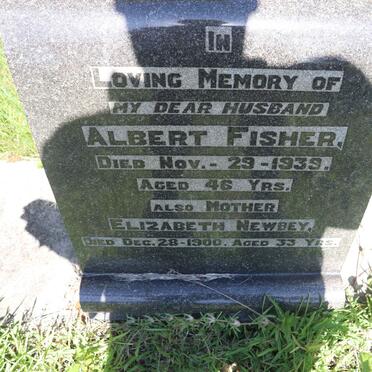 IN
LOVING MEMORY OF
MY DEAR HUSBAND
ALBERT FISHER,
DIED NOV.- 29-1939.
AGED 46 YRS.
ALSO MOTHER
ELIZABETH NEWBEY,
DIED DEC. 28-1900. AGED 33 YRS.